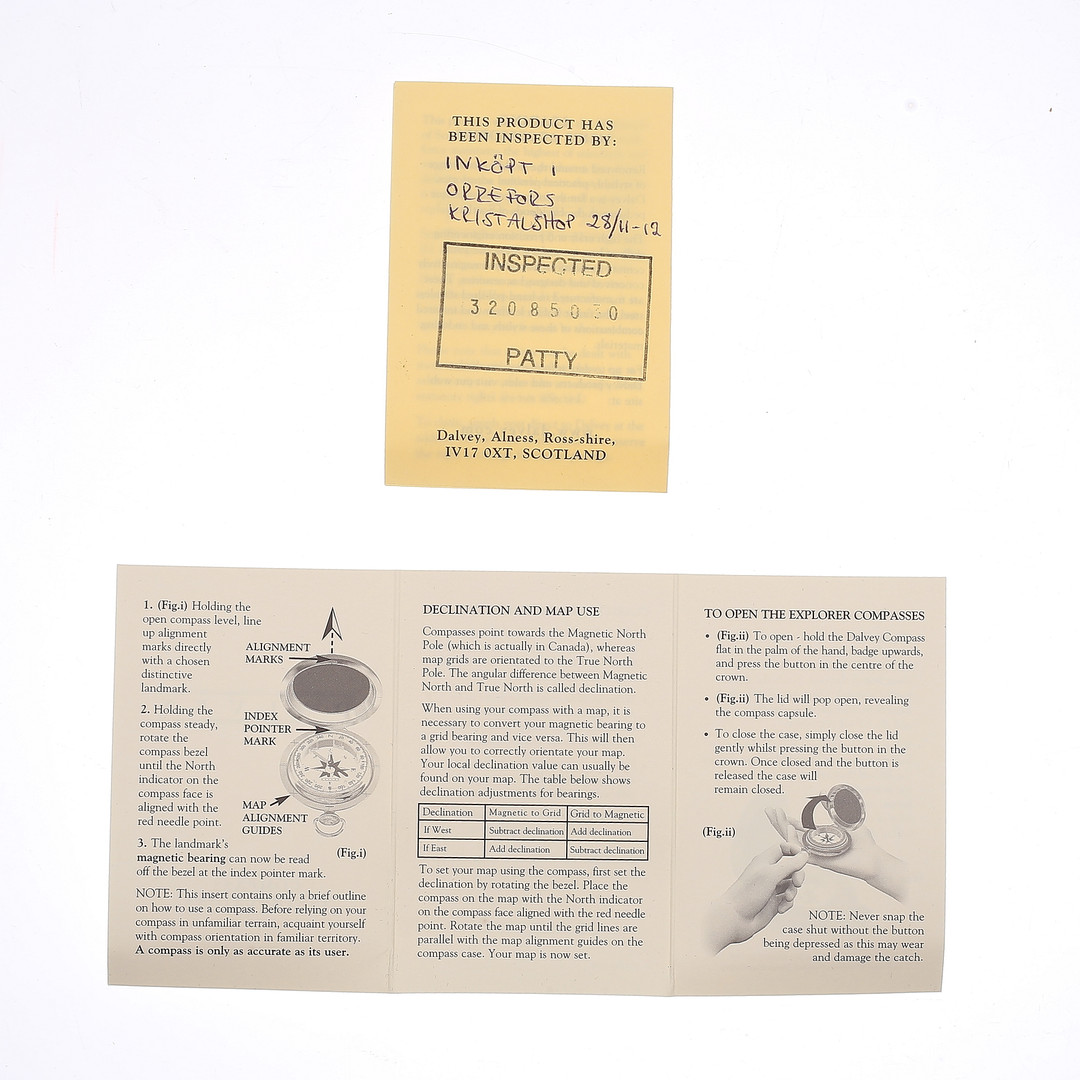 THIS PRODUCT HAS
BEEN INSPECTED BY:
INKÖPT I
ORREFORS
KRISTALSHOP 28/11-12
INSPECTED
3 2 0 8 5 0 0
PATTY
Dalvey, Alness, Ross-shire,
IV17 0XT, SCOTLAND
1. (Fig.i) Holding the
open compass level, line
up alignment
marks directly
with a chosen
distinctive
landmark.
2. Holding the
compass steady,
rotate the
compass bezel
until the North
indicator on the
compass face is
aligned with the
red needle point.
3. The landmark's
magnetic bearing can now be read
off the bezel at the index pointer mark.
NOTE: This insert contains only a brief outline
on how to use a compass. Before relying on your
compass in unfamiliar terrain, acquaint yourself
with compass orientation in familiar territory.
A compass is only as accurate as its user.
ALIGNMENT
MARKS
INDEX
POINTER
MARK
MAP
ALIGNMENT
GUIDES
(Fig.i)
DECLINATION AND MAP USE
Compasses point towards the Magnetic North
Pole (which is actually in Canada), whereas
map grids are orientated to the True North
Pole. The angular difference between Magnetic
North and True North is called declination.
When using your compass with a map, it is
necessary to convert your magnetic bearing to
a grid bearing and vice versa. This will then
allow you to correctly orientate your map.
Your local declination value can usually be
found on your map. The table below shows
declination adjustments for bearings.
Declination Magnetic to Grid Grid to Magnetic
If West Subtract declination Add declination
If East Add declination Subtract declination
To set your map using the compass, first set the
declination by rotating the bezel. Place the
compass on the map with the North indicator
on the compass face aligned with the red needle
point. Rotate the map until the grid lines are
parallel with the map alignment guides on the
compass case. Your map is now set.
TO OPEN THE EXPLORER COMPASSES
• (Fig.ii) To open - hold the Dalvey Compass
flat in the palm of the hand, badge upwards,
and press the button in the centre of the
crown.
• (Fig.ii) The lid will pop open, revealing
the compass capsule.
• To close the case, simply close the lid
gently whilst pressing the button in the
crown. Once closed and the button is
released the case will
remain closed.
(Fig.ii)
NOTE: Never snap the
case shut without the button
being depressed as this may wear
and damage the catch.